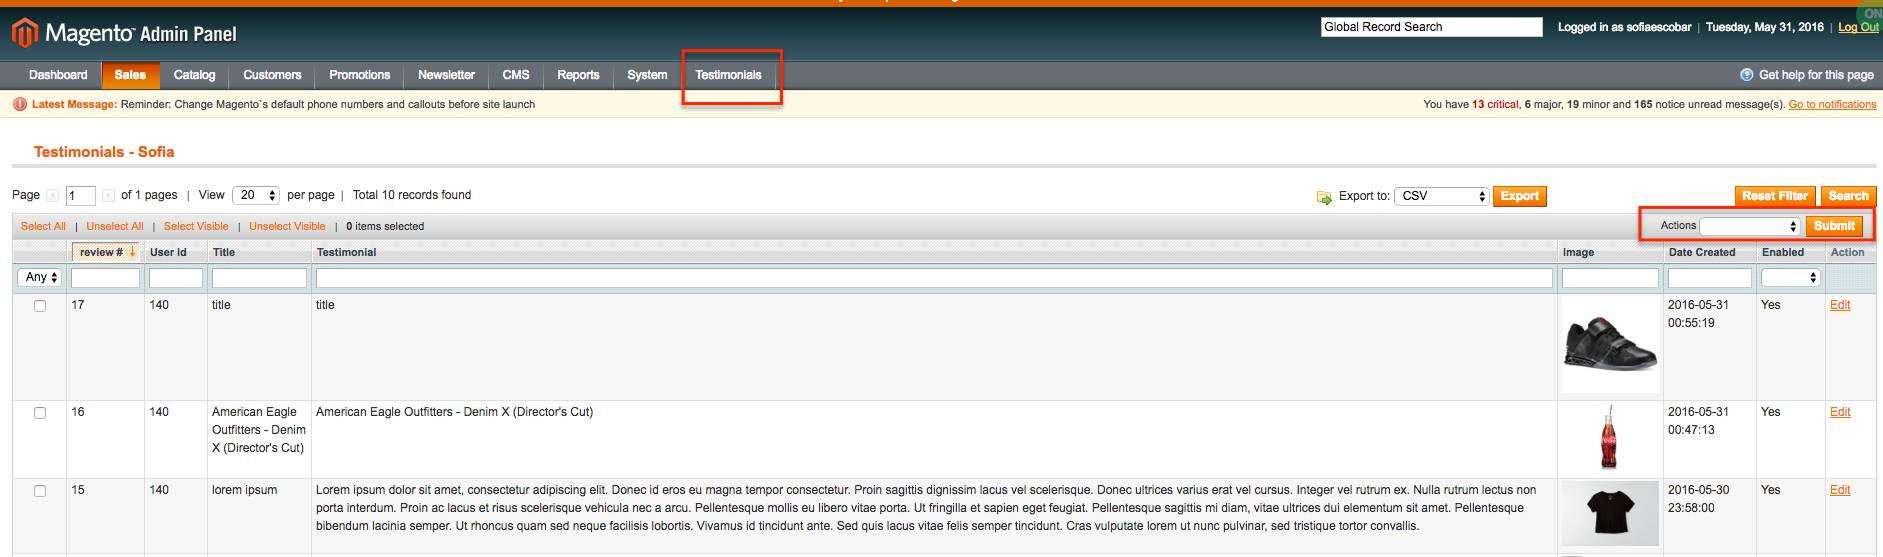 ON
Magento Admin Panel
Global Record Search
Logged in as sofiaescobar | Tuesday, May 31, 2016 | Log Out
Dashboard Sales Catalog Customers Promotions Newsletter CMS Reports System Testimonials
Get help for this page
Latest Message: Reminder: Change Magento`s default phone numbers and callouts before site launch
You have 13 critical, 6 major, 19 minor and 165 notice unread message(s). Go to notifications
Testimonials - Sofia
Page 1 of 1 pages | View 20 per page | Total 10 records found
Export to: CSV Export
Reset Filter Search
Select All | Unselect All | Select Visible | Unselect Visible | 0 items selected
Actions Submit
review # User Id Title Testimonial Image Date Created Enabled Action
Any
17 140 title title 2016-05-31 Yes Edit
00:55:19
16 140 American Eagle American Eagle Outfitters - Denim X (Director's Cut) 2016-05-31 Yes Edit
Outfitters - Denim 00:47:13
X (Director's Cut)
Coca-Cola
15 140 lorem ipsum Lorem ipsum dolor sit amet, consectetur adipiscing elit. Donec id eros eu magna tempor consectetur. Proin sagittis dignissim lacus vel scelerisque. Donec ultrices varius erat vel cursus. Integer vel rutrum ex. Nulla rutrum lectus non 2016-05-30 Yes Edit
porta interdum. Proin ac lacus et risus scelerisque vehicula nec a arcu. Pellentesque mollis eu libero vitae porta. Ut fringilla et sapien eget feugiat. Pellentesque sagittis mi diam, vitae ultrices dui elementum sit amet. Pellentesque 23:58:00
bibendum lacinia semper. Ut rhoncus quam sed neque facilisis lobortis. Vivamus id tincidunt ante. Sed quis lacus vitae felis semper tincidunt. Cras vulputate lorem ut nunc pulvinar, sed tristique tortor convallis.